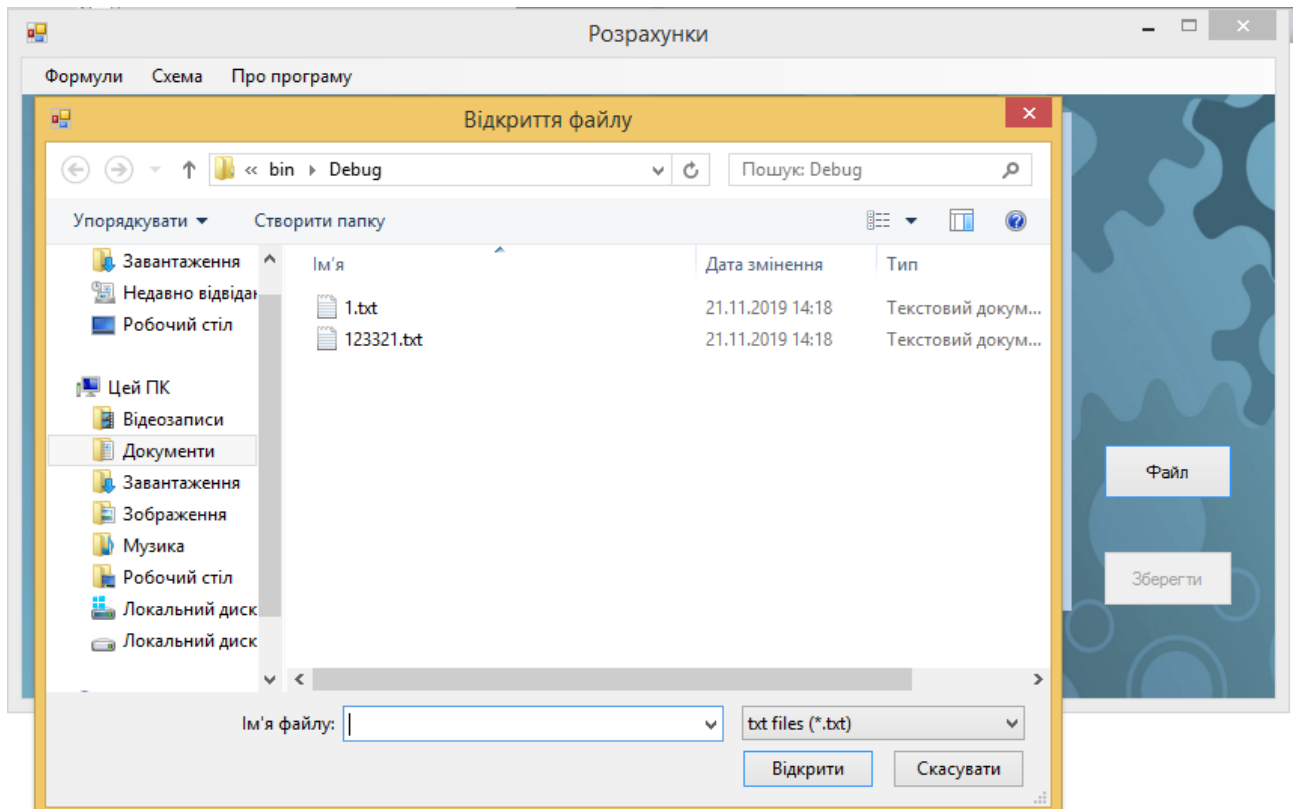 Розрахунки
Формули Схема Про програму
Відкриття файлу
« bin Debug Пошук: Debug
Упорядкувати Створити папку
Ім'я Дата змінення Тип
1.txt 21.11.2019 14:18 Текстовий докум...
123321.txt 21.11.2019 14:18 Текстовий докум...
Завантаження
Недавно відвідан
Робочий стіл
Цей ПК
Відеозаписи
Документи
Завантаження
Зображення
Музика
Робочий стіл
Локальний диск
Локальний диск
Файл
Зберегти
Ім'я файлу: txt files (*.txt)
Відкрити Скасувати